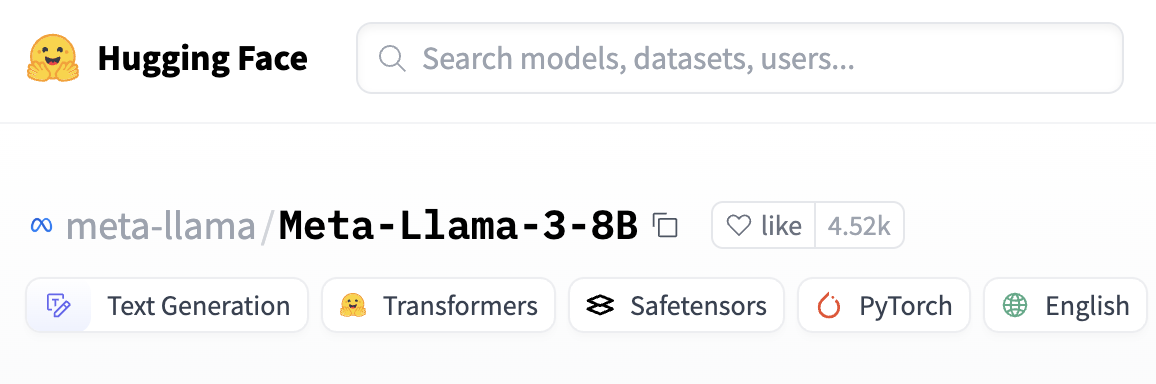 Hugging Face Search models, datasets, users...
meta-llama/Meta-Llama-3-8B like 4.52k
Text Generation Transformers Safetensors PyTorch English